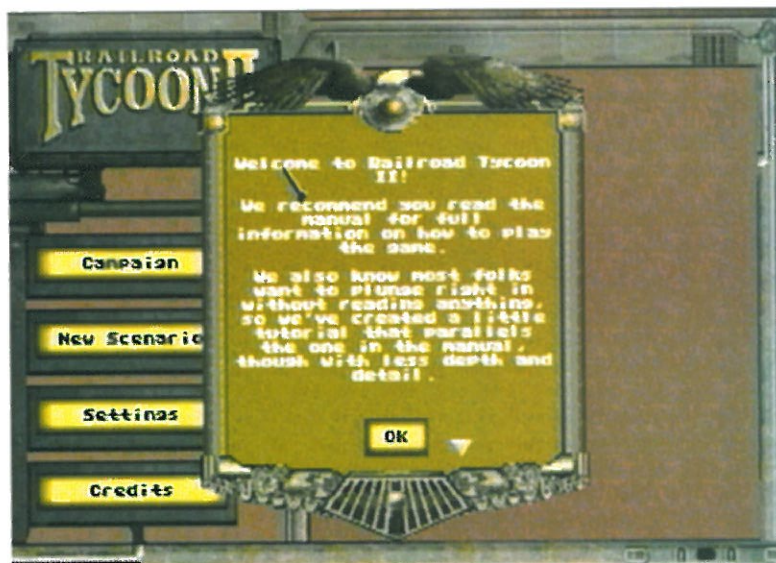 RAILROAD
TYCOON II
Welcome to Railroad Tycoon
II!
We recommend you read the
manual for full
information on how to play
the game.
We also know most folks
want to plunge right in
without reading anything,
so we've created a little
tutorial that parallels
the one in the manual,
though with less depth and
detail.
OK
Campaign
New Scenario
Settings
Credits